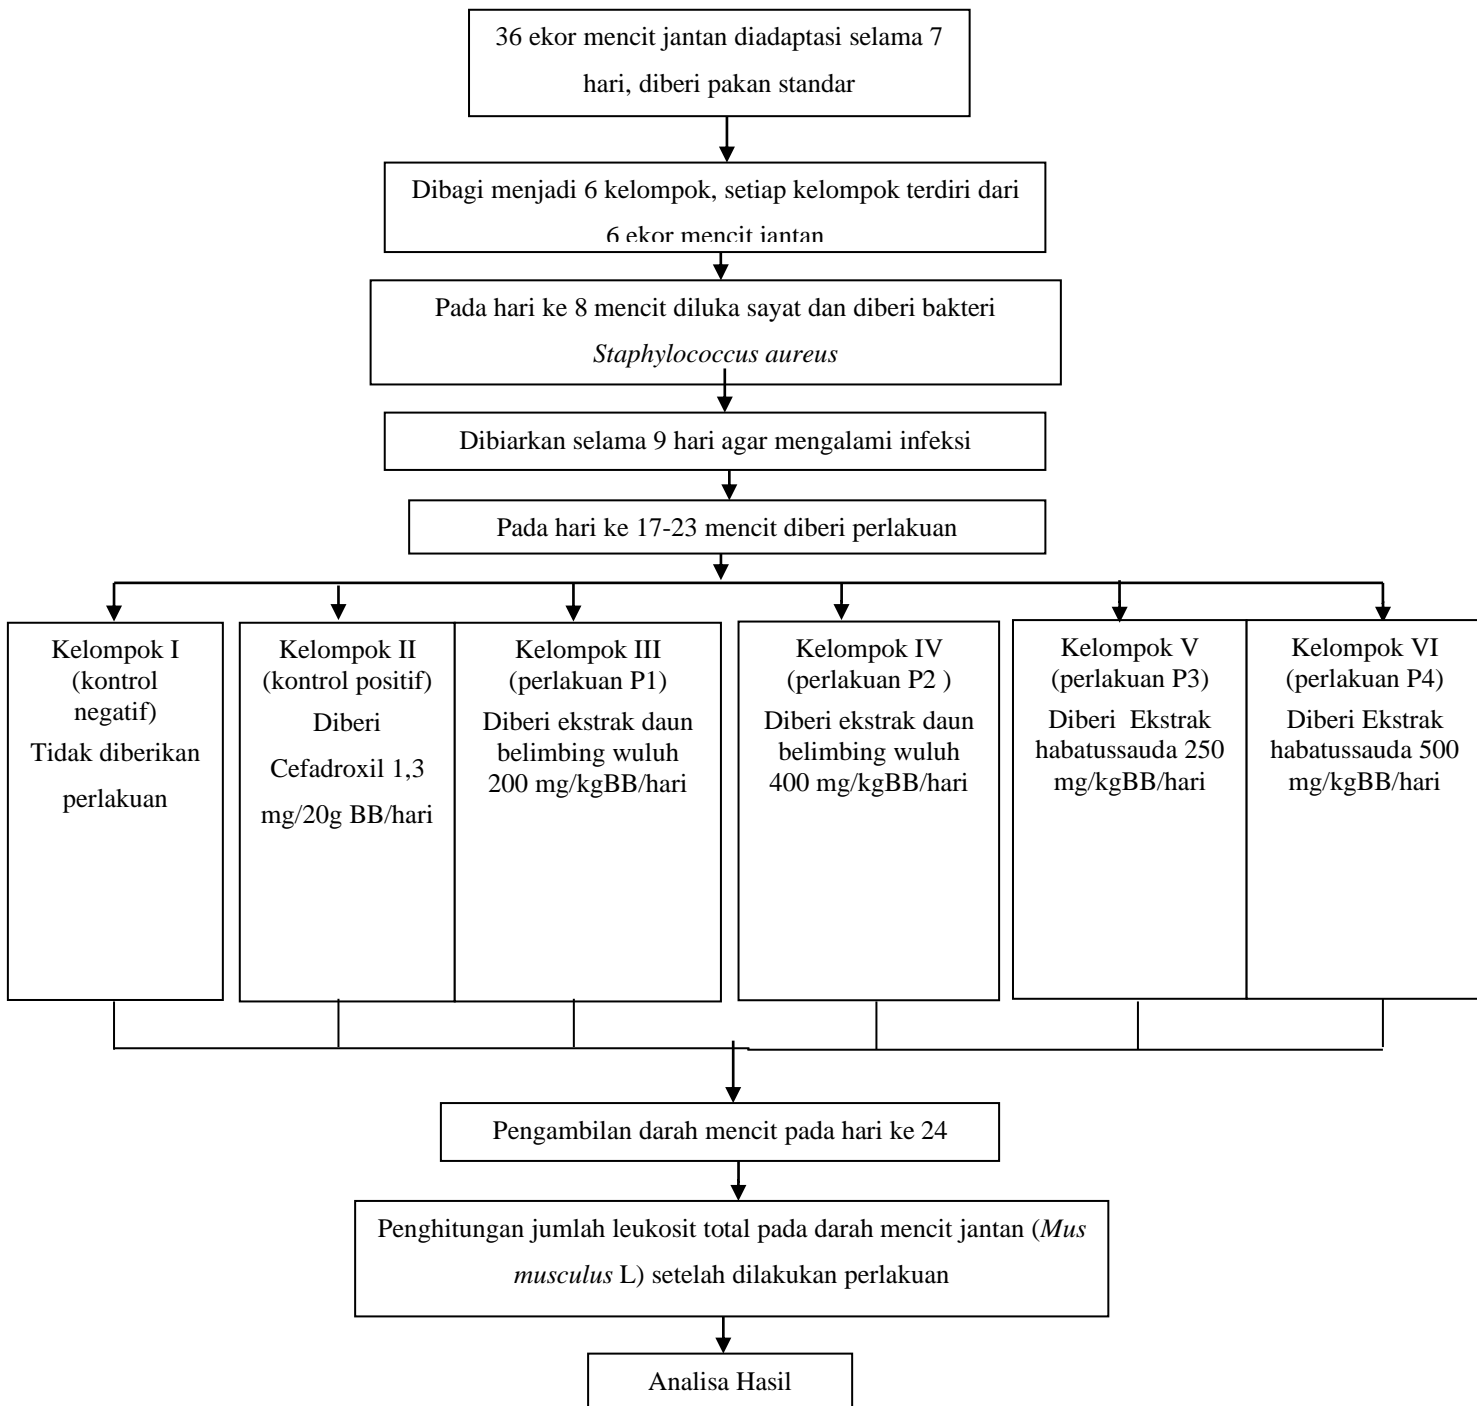 36 ekor mencit jantan diadaptasi selama 7
hari, diberi pakan standar
Dibagi menjadi 6 kelompok, setiap kelompok terdiri dari
6 ekor mencit jantan
Pada hari ke 8 mencit diluka sayat dan diberi bakteri
Staphylococcus aureus
Dibiarkan selama 9 hari agar mengalami infeksi
Pada hari ke 17-23 mencit diberi perlakuan
Kelompok I
(kontrol
negatif)
Tidak diberikan
perlakuan
Kelompok II
(kontrol positif)
Diberi
Cefadroxil 1,3
mg/20g BB/hari
Kelompok III
(perlakuan P1)
Diberi ekstrak daun
belimbing wuluh
200 mg/kgBB/hari
Kelompok IV
(perlakuan P2 )
Diberi ekstrak daun
belimbing wuluh
400 mg/kgBB/hari
Kelompok V
(perlakuan P3)
Diberi  Ekstrak
habatussauda 250
mg/kgBB/hari
Kelompok VI
(perlakuan P4)
Diberi Ekstrak
habatussauda 500
mg/kgBB/hari
Pengambilan darah mencit pada hari ke 24
Penghitungan jumlah leukosit total pada darah mencit jantan (Mus
musculus L) setelah dilakukan perlakuan
Analisa Hasil